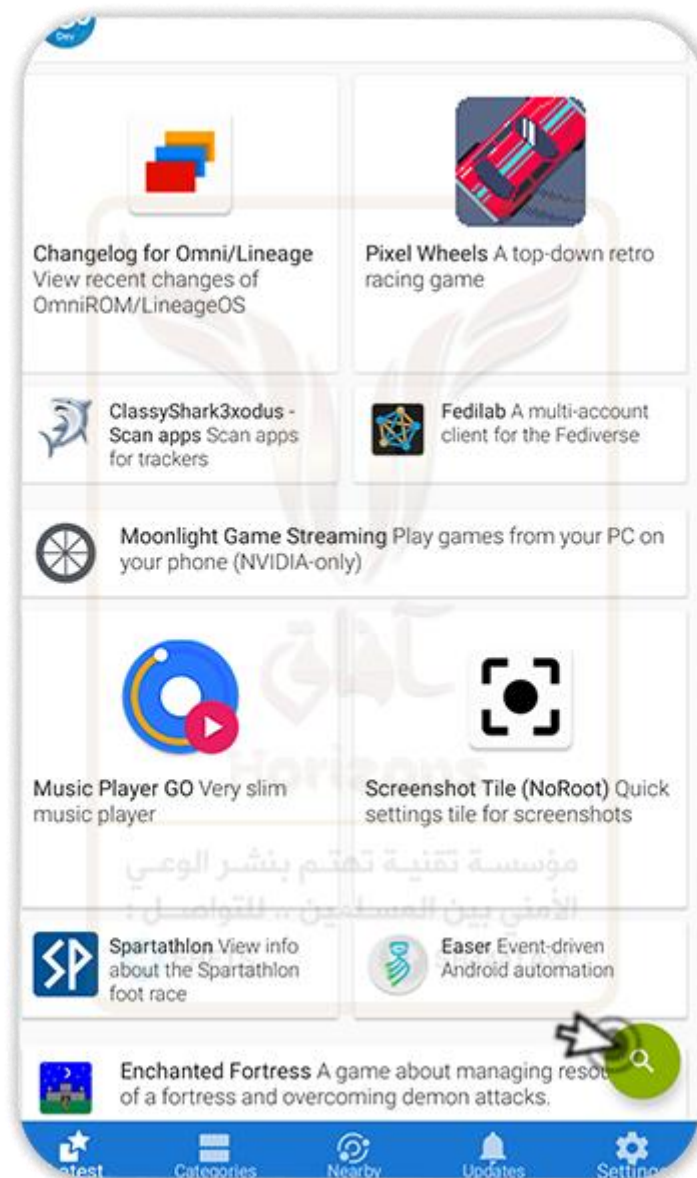 Dev
Changelog for Omni/Lineage
View recent changes of
OmniROM/LineageOS
Pixel Wheels A top-down retro
racing game
ClassyShark3xodus -
Scan apps Scan apps
for trackers
Fedilab A multi-account
client for the Fediverse
Moonlight Game Streaming Play games from your PC on
your phone (NVIDIA-only)
آفاق
Horizons
Music Player GO Very slim
music player
Screenshot Tile (NoRoot) Quick
settings tile for screenshots
مؤسسة تقنية تهتم بنشر الوعي
الأمني بين المسلمين .. للتواصل :
Spartathlon View info
about the Spartathlon
foot race
Easer Event-driven
Android automation
Enchanted Fortress A game about managing
of a fortress and overcoming demon attacks.
Categories
Nearby
Updates